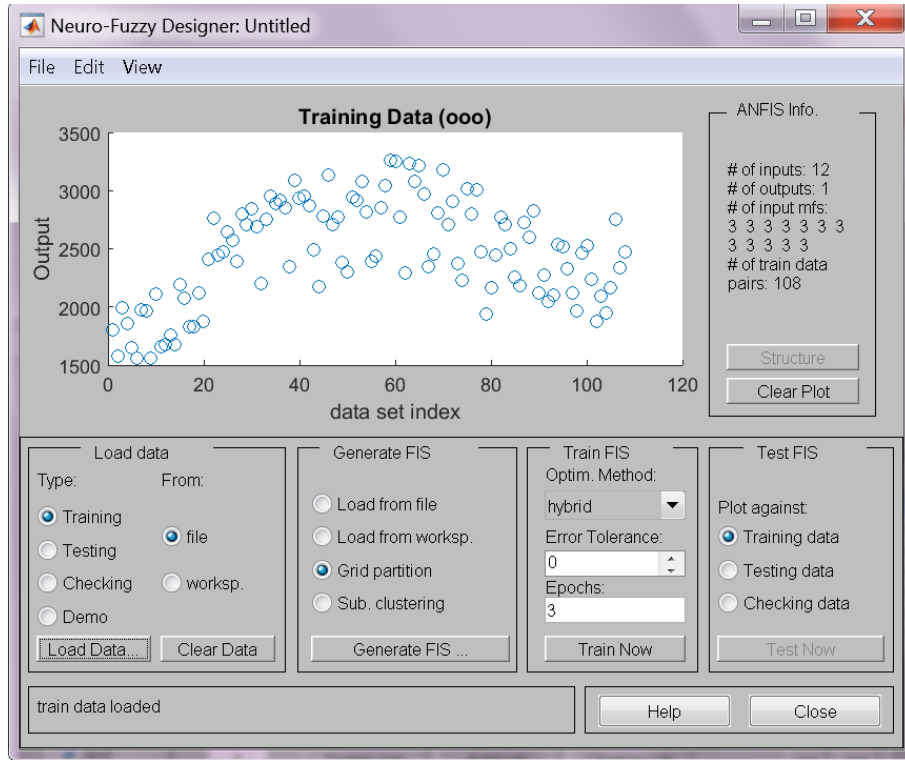 Neuro-Fuzzy Designer: Untitled
File Edit View
Training Data (ooo)
3500
3000
2500
2000
1500
Output
0 20 40 60 80 100 120
data set index
ANFIS Info.
# of inputs: 12
# of outputs: 1
# of input mfs:
3 3 3 3 3 3 3
3 3 3 3 3
# of train data
pairs: 108
Structure
Clear Plot
Load data
Type: From:
Training
Testing
Checking
Demo
file
worksp.
Load Data... Clear Data
Generate FIS
Load from file
Load from worksp.
Grid partition
Sub. clustering
Generate FIS ...
Train FIS
Optim. Method:
hybrid
Error Tolerance:
0
Epochs:
3
Train Now
Test FIS
Plot against:
Training data
Testing data
Checking data
Test Now
train data loaded
Help Close